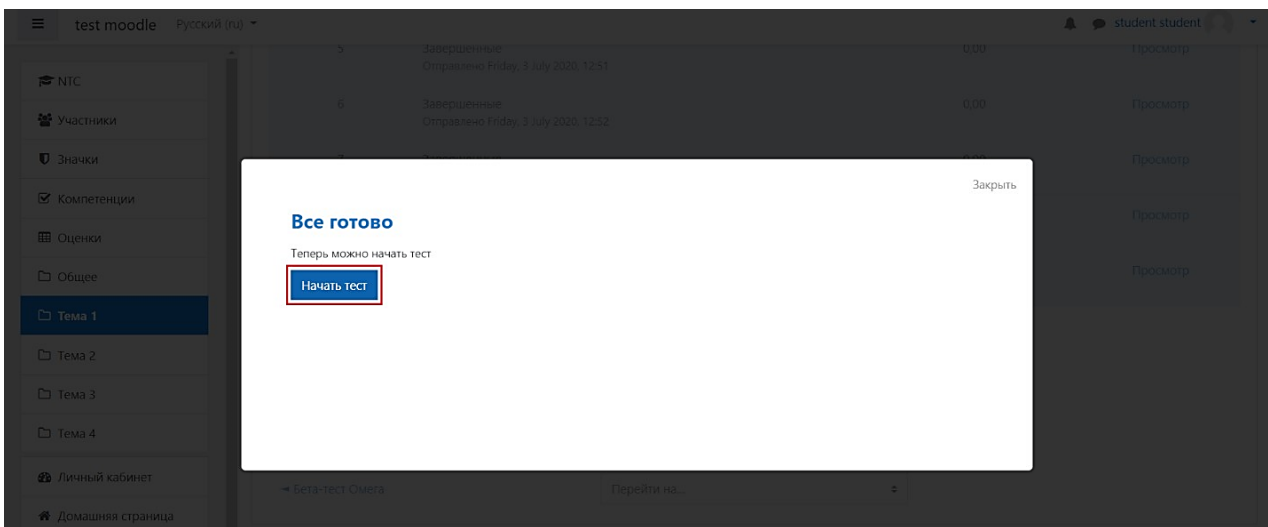 test moodle Русский (ru)
student student
5 Завершенные 0,00 Просмотр
Отправлено Friday, 3 July 2020, 12:51
NTC
6 Завершенные 0,00 Просмотр
Отправлено Friday, 3 July 2020, 12:52
Участники
Значки
Просмотр
Закрыть
Компетенции
Все готово
Просмотр
Оценки
Теперь можно начать тест
Общее
Просмотр
Начать тест
Тема 1
Тема 2
Тема 3
Тема 4
Личный кабинет
◄ Бета-тест Омега
Перейти на...
Домашняя страница